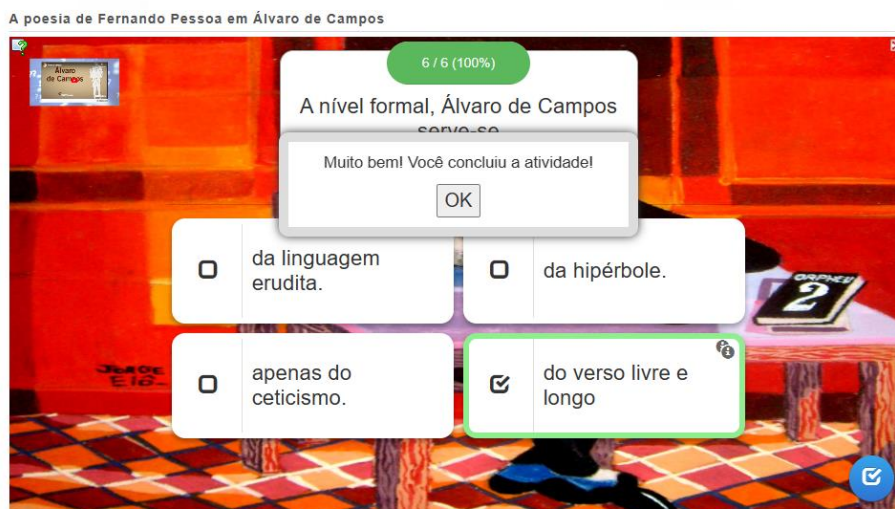 A poesia de Fernando Pessoa em Álvaro de Campos
Álvaro
de Campos
6 / 6 (100%)
A nível formal, Álvaro de Campos
serve-se
Muito bem! Você concluiu a atividade!
OK
da linguagem
erudita.
da hipérbole.
ORPHEU
2
apenas do
ceticismo.
do verso livre e
longo